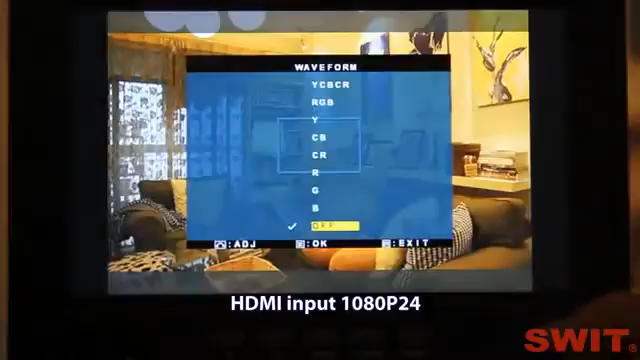 WAVEFORM
YCBCR
RGB
Y
CB
CR
R
G
B
OFF
:ADJ :OK :EXIT
HDMI input 1080P24
SWIT®